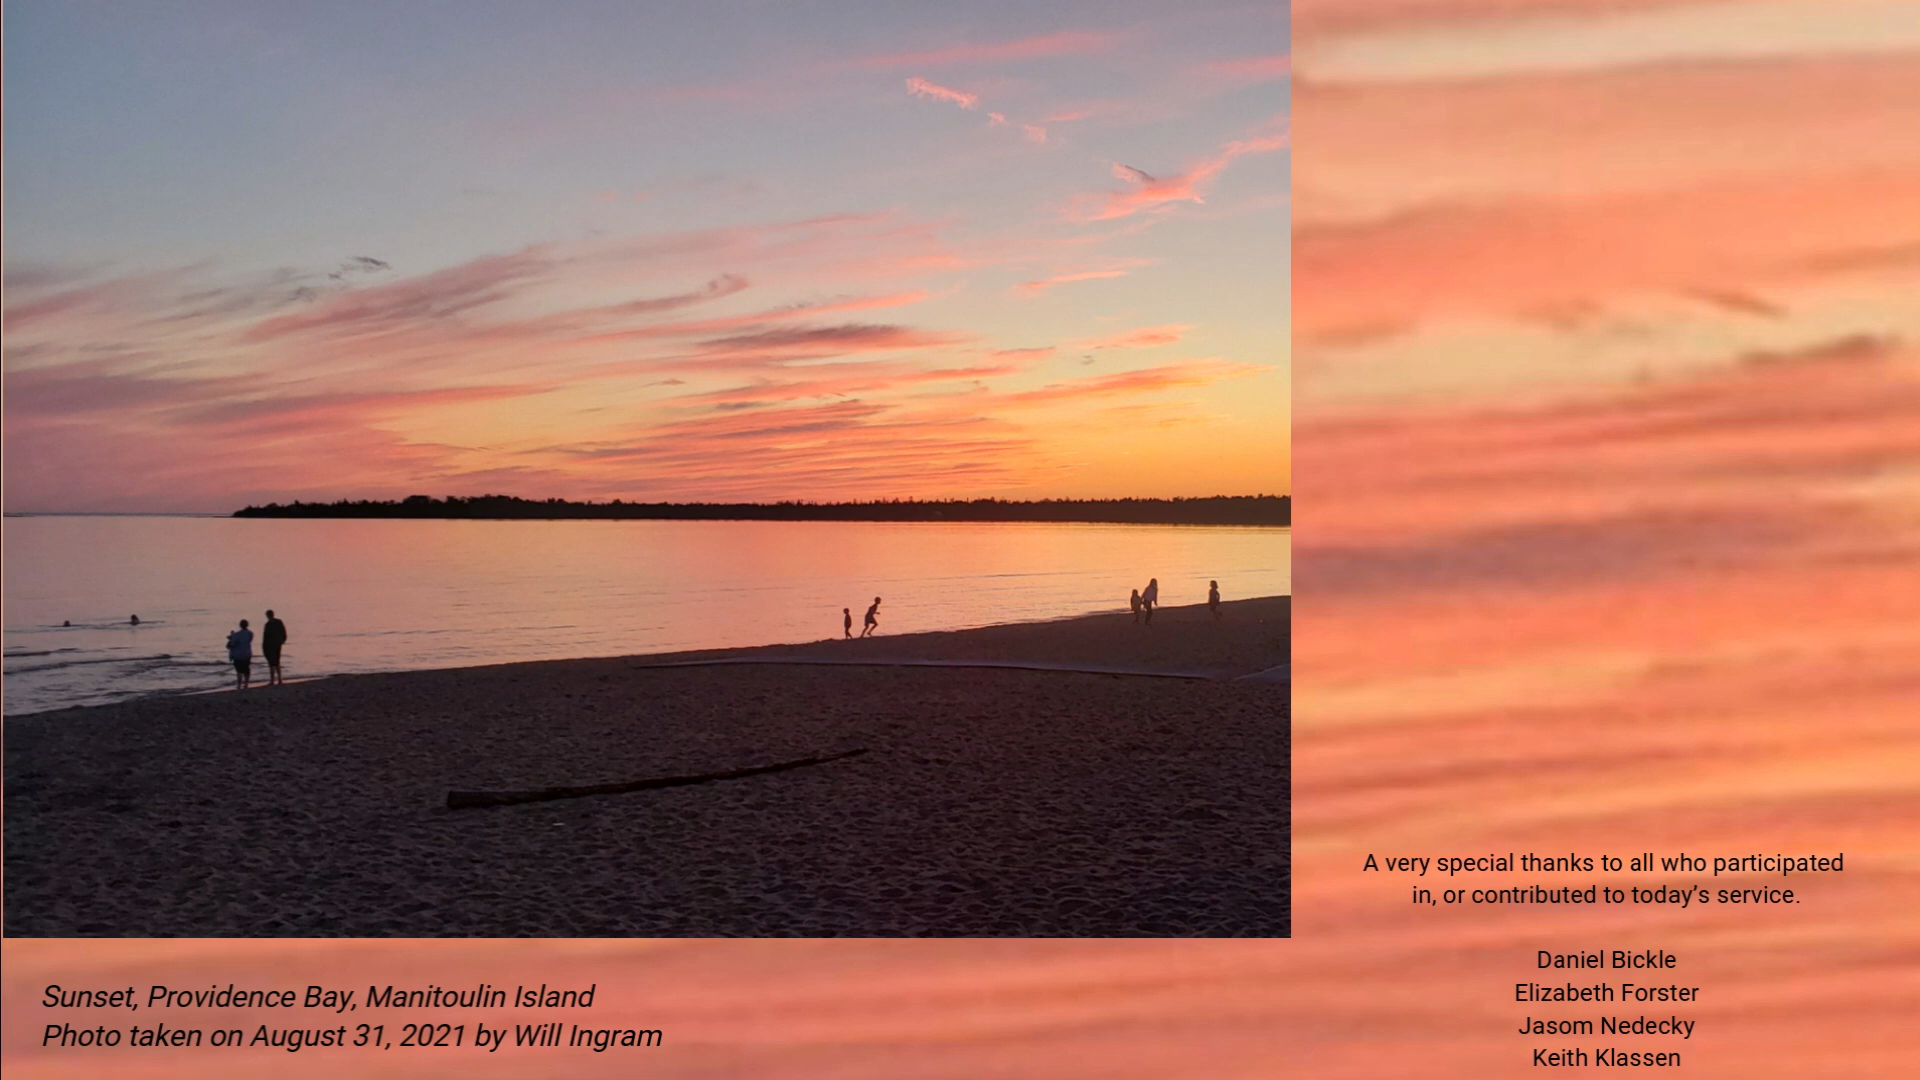 Sunset, Providence Bay, Manitoulin Island
Photo taken on August 31, 2021 by Will Ingram
A very special thanks to all who participated
in, or contributed to today's service.
Daniel Bickle
Elizabeth Forster
Jasom Nedecky
Keith Klassen